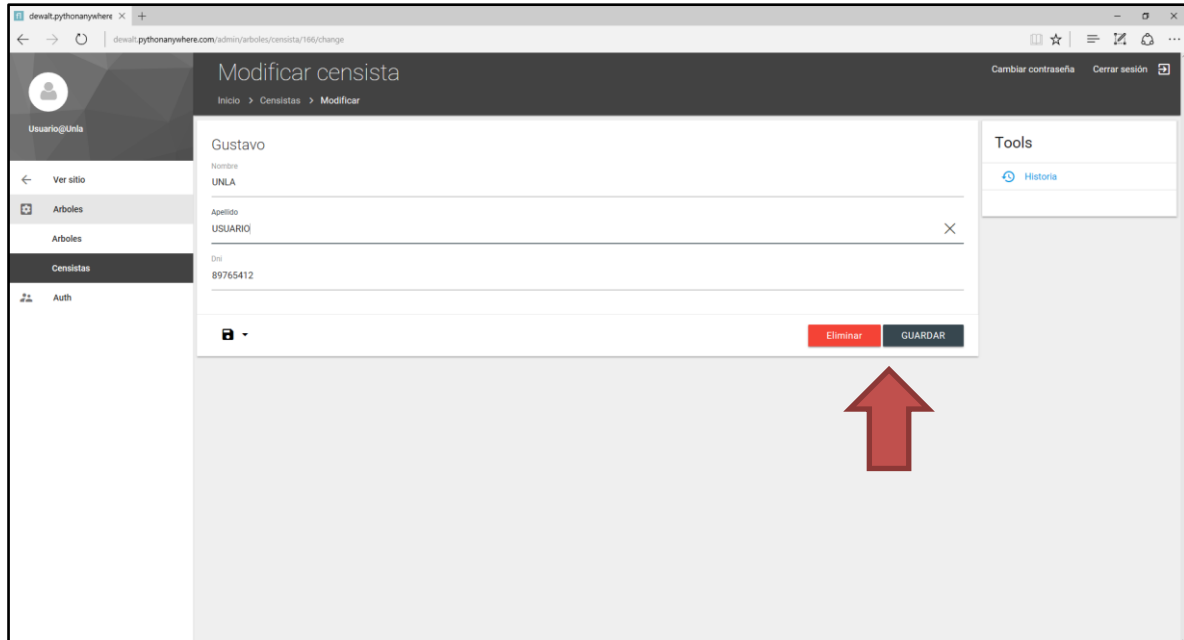 dewalt.pythonanywhere
dewalt.pythonanywhere.com/admin/arboles/censista/166/change
Modificar censista
Cambiar contraseña Cerrar sesión
Inicio > Censistas > Modificar
Usuario@Unla
Gustavo
Tools
Nombre
UNLA
Historia
Ver sitio
Arboles
Apellido
USUARIO
Arboles
Dni
89765412
Censistas
Auth
Eliminar GUARDAR